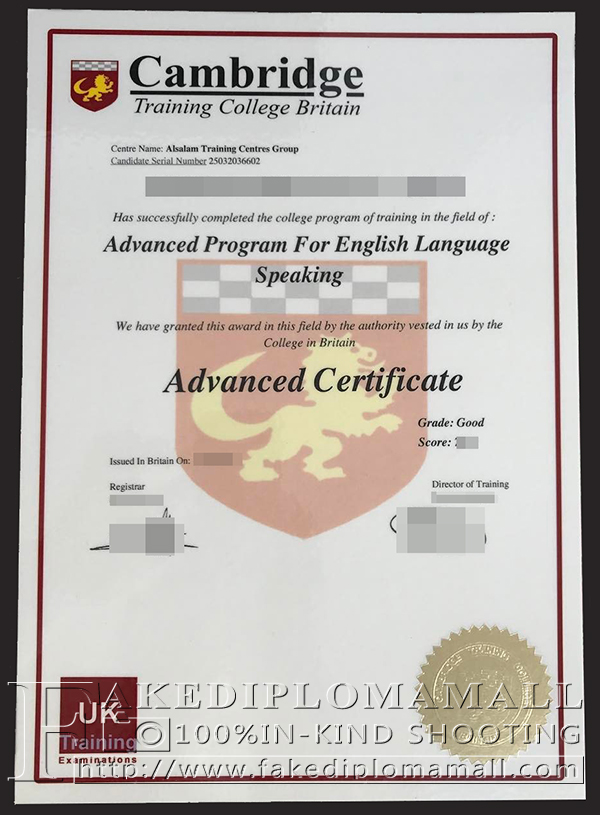 Cambridge
Training College Britain
Centre Name: Alsalam Training Centres Group
Candidate Serial Number 25032036602
Has successfully completed the college program of training in the field of :
Advanced Program For English Language
Speaking
We have granted this award in this field by the authority vested in us by the
College in Britain
Advanced Certificate
Grade: Good
Score:
Issued In Britain On:
Registrar
Director of Training
UK
Training
Examinations
FAKEDIPLOMAMALL
©100%IN-KIND SHOOTING
http://www.fakediplomamall.com